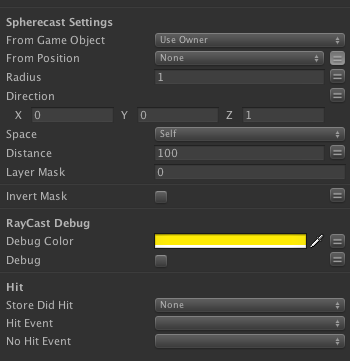 Spherecast Settings
From Game Object Use Owner
From Position None
Radius 1
Direction
X 0 Y 0 Z 1
Space Self
Distance 100
Layer Mask 0
Invert Mask
RayCast Debug
Debug Color
Debug
Hit
Store Did Hit None
Hit Event
No Hit Event